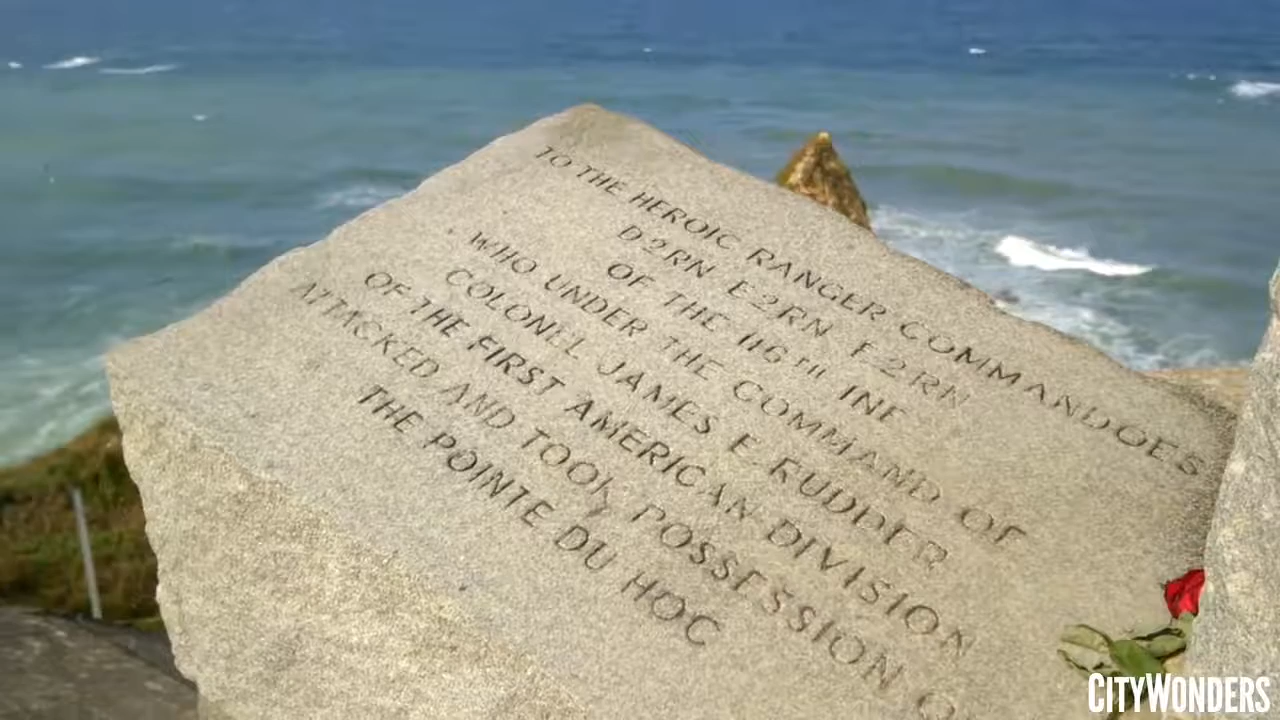 TO THE HEROIC RANGER COMMANDOES
D2RN E2RN F2RN
OF THE 116TH INF
WHO UNDER THE COMMAND OF
COLONEL JAMES E. RUDDER
OF THE FIRST AMERICAN DIVISION
ATTACKED AND TOOK POSSESSION O
THE POINTE DU HOC
CITYWONDERS